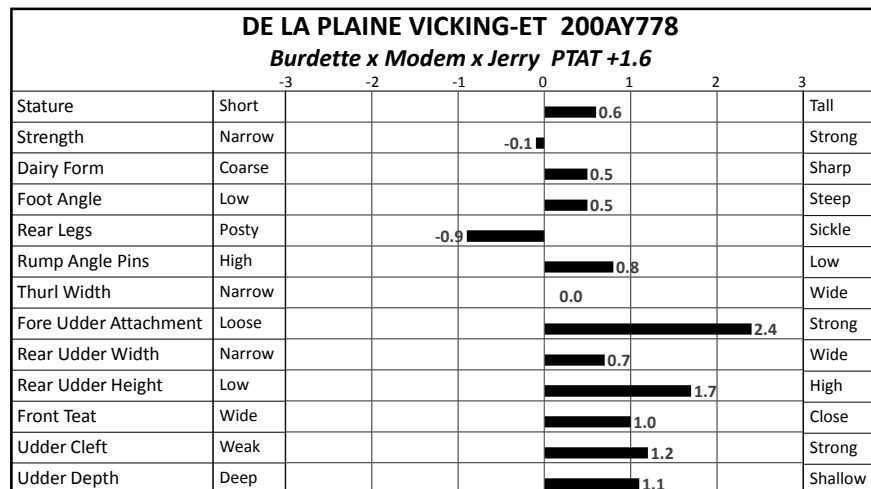 DE LA PLAINE VICKING-ET 200AY778
Burdette x Modem x Jerry PTAT +1.6
-3 -2 -1 0 1 2 3
Stature Short 0.6 Tall
Strength Narrow -0.1 Strong
Dairy Form Coarse 0.5 Sharp
Foot Angle Low 0.5 Steep
Rear Legs Posty -0.9 Sickle
Rump Angle Pins High 0.8 Low
Thurl Width Narrow 0.0 Wide
Fore Udder Attachment Loose 2.4 Strong
Rear Udder Width Narrow 0.7 Wide
Rear Udder Height Low 1.7 High
Front Teat Wide 1.0 Close
Udder Cleft Weak 1.2 Strong
Udder Depth Deep 1.1 Shallow